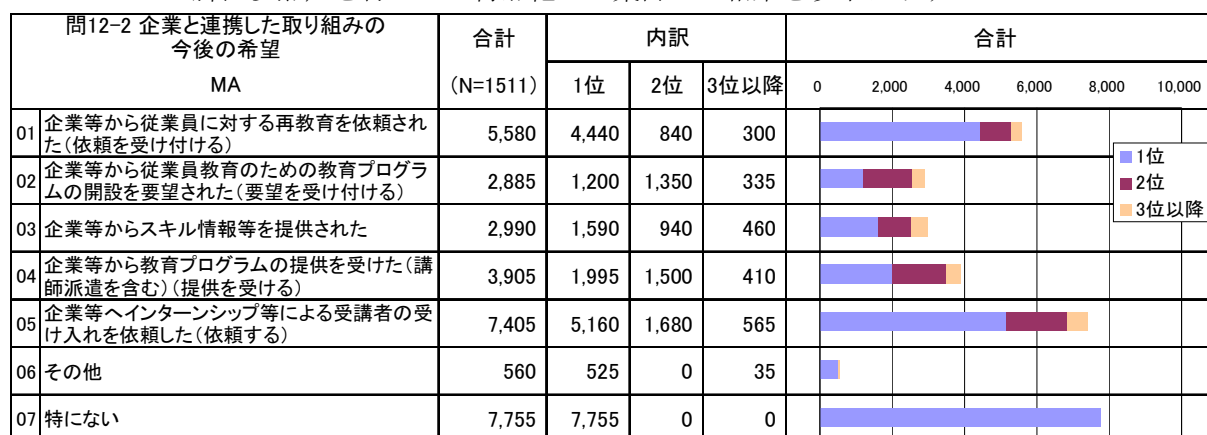 問12-2 企業と連携した取り組みの
今後の希望
MA
合計
(N=1511)
内訳
1位 2位 3位以降
合計
0 2,000 4,000 6,000 8,000 10,000
01 企業等から従業員に対する再教育を依頼され
た(依頼を受け付ける) 5,580 4,440 840 300
02 企業等から従業員教育のための教育プログラ
ムの開設を要望された(要望を受け付ける) 2,885 1,200 1,350 335
03 企業等からスキル情報等を提供された 2,990 1,590 940 460
04 企業等から教育プログラムの提供を受けた(講
師派遣を含む)(提供を受ける) 3,905 1,995 1,500 410
05 企業等へインターンシップ等による受講者の受
け入れを依頼した(依頼する) 7,405 5,160 1,680 565
06 その他 560 525 0 35
07 特にない 7,755 7,755 0 0
1位
2位
3位以降